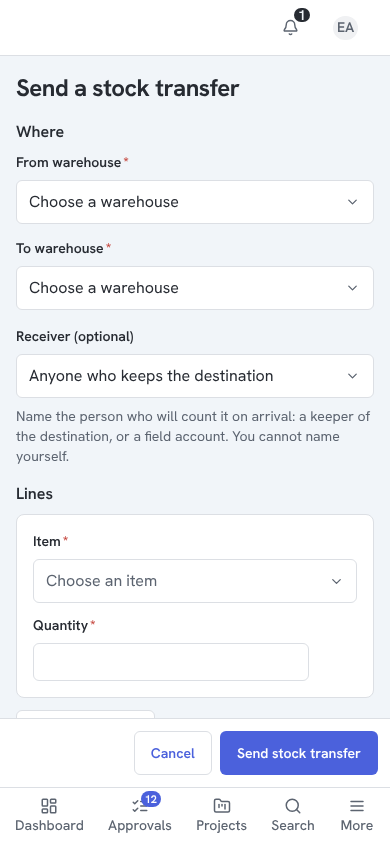 1
EA
Send a stock transfer
Where
From warehouse*
Choose a warehouse
To warehouse*
Choose a warehouse
Receiver (optional)
Anyone who keeps the destination
Name the person who will count it on arrival: a keeper of
the destination, or a field account. You cannot name
yourself.
Lines
Item*
Choose an item
Quantity*
Cancel
Send stock transfer
12
Dashboard
Approvals
Projects
Search
More